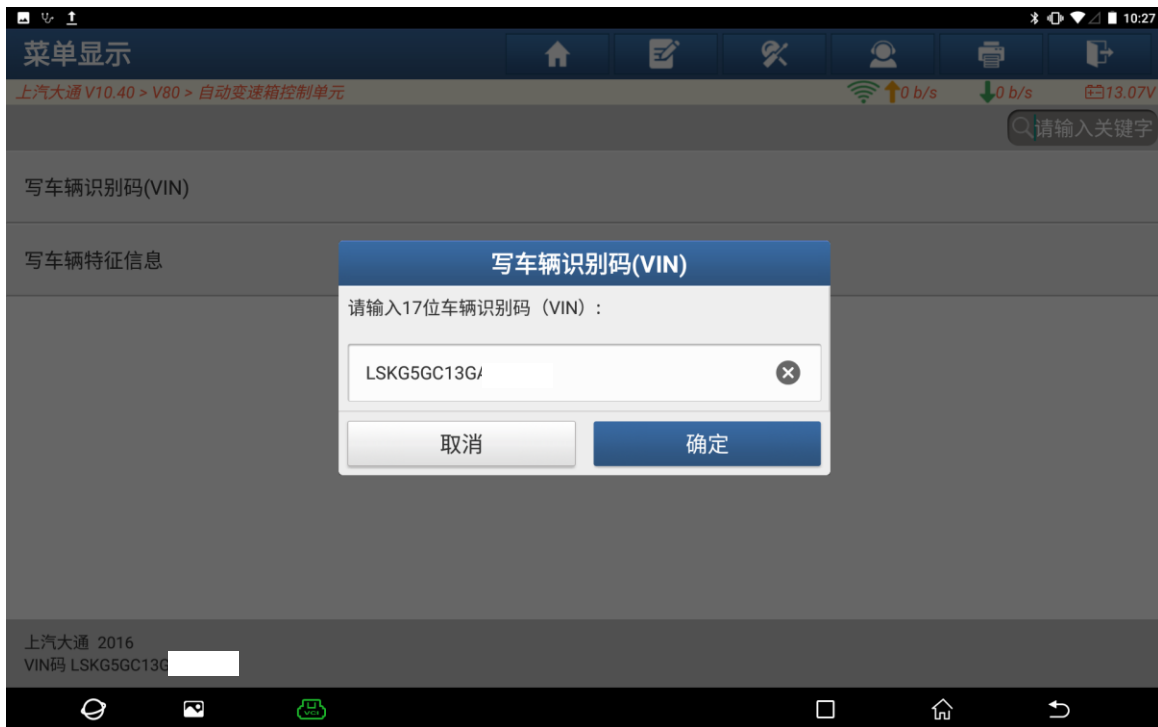 10:27
菜单显示
上汽大通 V10.40 > V80 > 自动变速箱控制单元
0 b/s
0 b/s
13.07V
请输入关键字
写车辆识别码(VIN)
写车辆特征信息
写车辆识别码(VIN)
请输入17位车辆识别码（VIN）:
LSKG5GC13GA
取消
确定
上汽大通 2016
VIN码 LSKG5GC13G
VCI